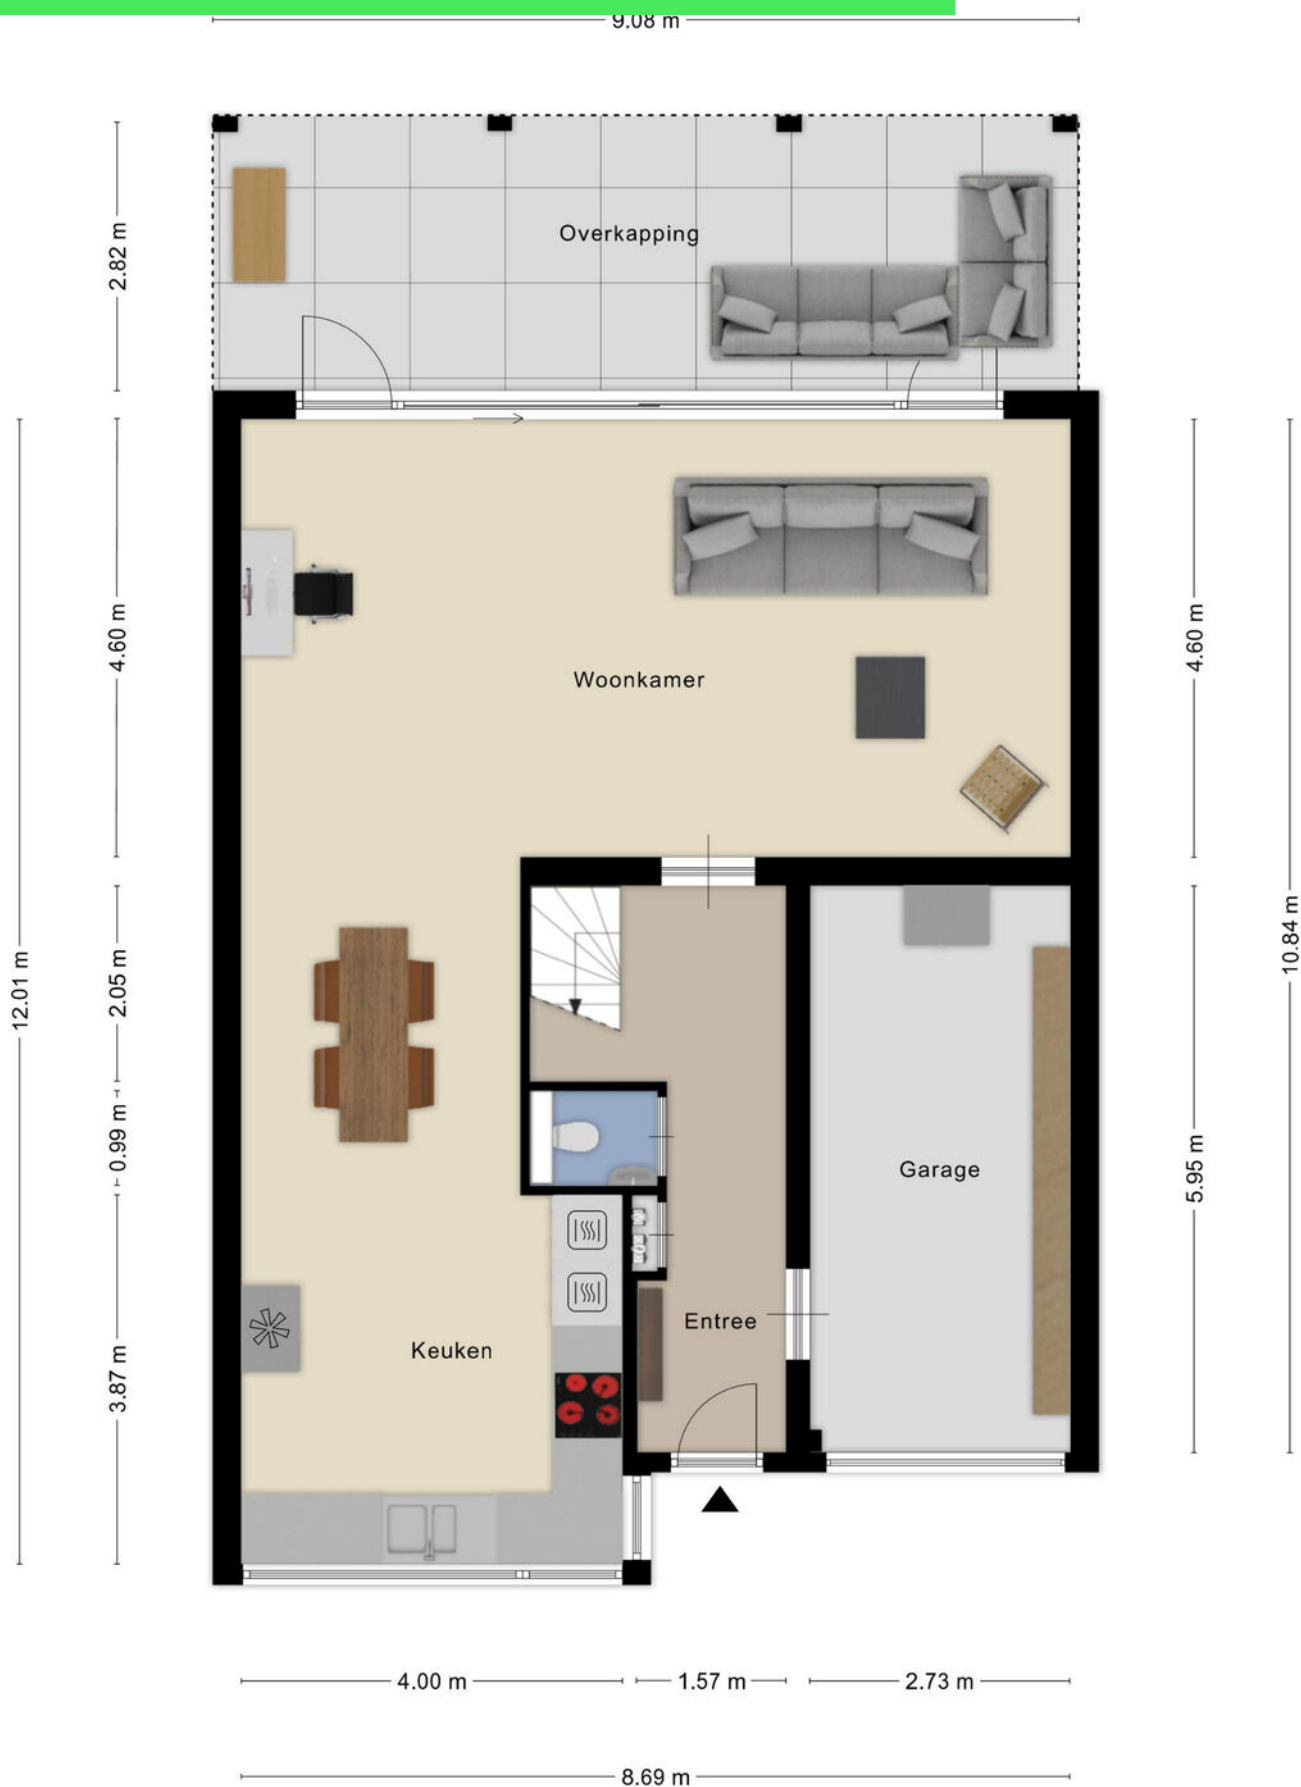 9.08 m
2.82 m
Overkapping
4.60 m
Woonkamer
4.60 m
12.01 m
2.05 m
10.84 m
0.99 m
5.95 m
Garage
Entree
Keuken
3.87 m
4.00 m
1.57 m
2.73 m
8.69 m